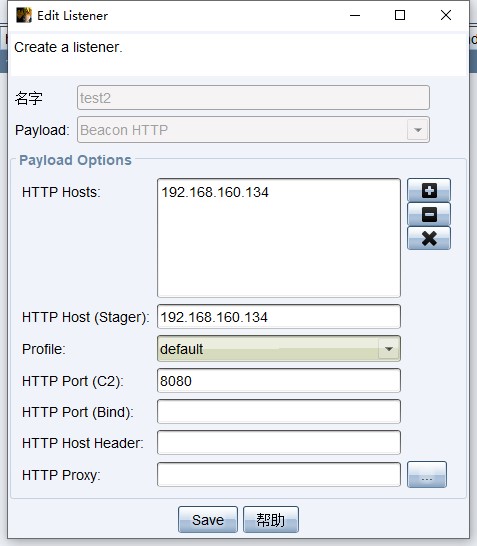 Edit Listener
Create a listener.
名字 test2
Payload: Beacon HTTP
Payload Options
HTTP Hosts: 192.168.160.134
HTTP Host (Stager): 192.168.160.134
Profile: default
HTTP Port (C2): 8080
HTTP Port (Bind):
HTTP Host Header:
HTTP Proxy: ...
Save 帮助